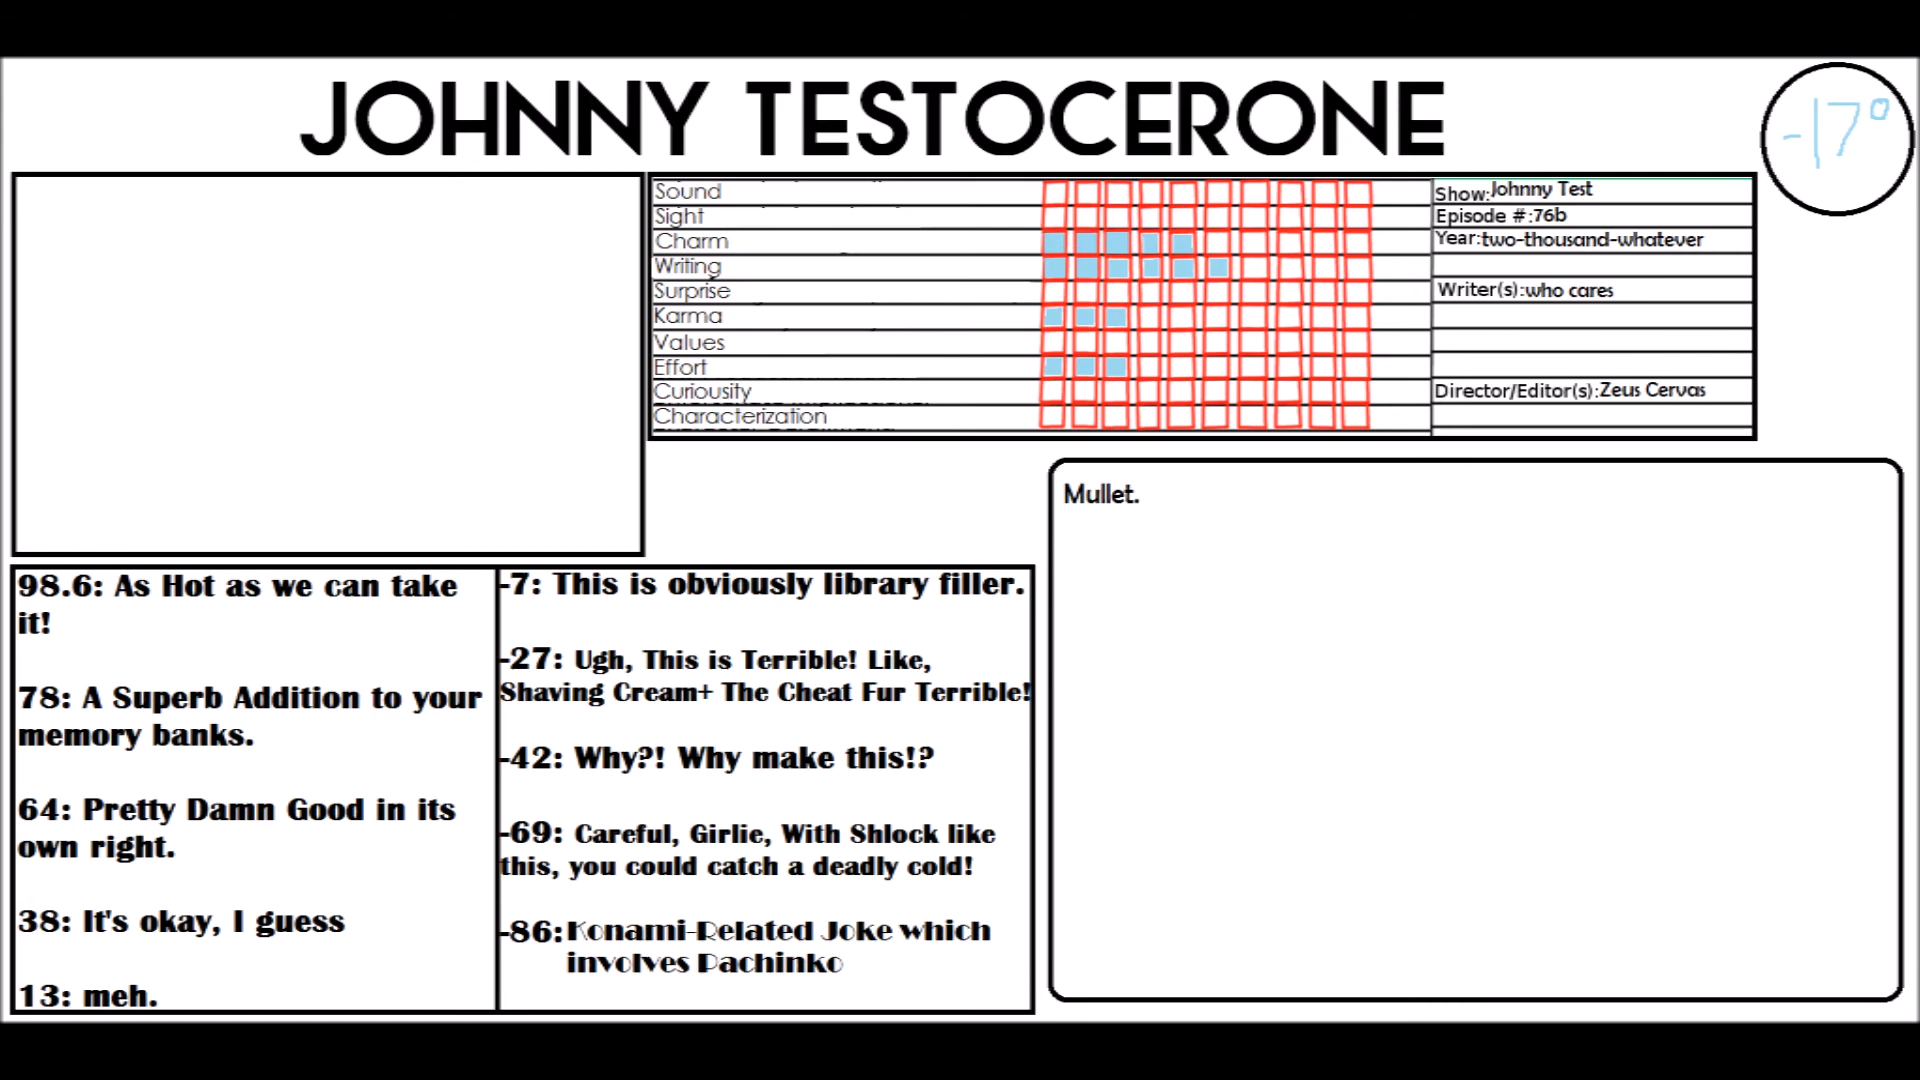 JOHNNY TESTOCERONE
-17°
Sound
Sight
Charm
Writing
Surprise
Karma
Values
Effort
Curiousity
Characterization
Show:Johnny Test
Episode #:76b
Year:two-thousand-whatever
Writer(s):who cares
Director/Editor(s):Zeus Cervas
Mullet.
98.6: As Hot as we can take
it!
78: A Superb Addition to your
memory banks.
64: Pretty Damn Good in its
own right.
38: It's okay, I guess
13: meh.
-7: This is obviously library filler.
-27: Ugh, This is Terrible! Like,
Shaving Cream+ The Cheat Fur Terrible!
-42: Why?! Why make this!?
-69: Careful, Girlie, With Shlock like
this, you could catch a deadly cold!
-86: Konami-Related Joke which
involves Pachinko